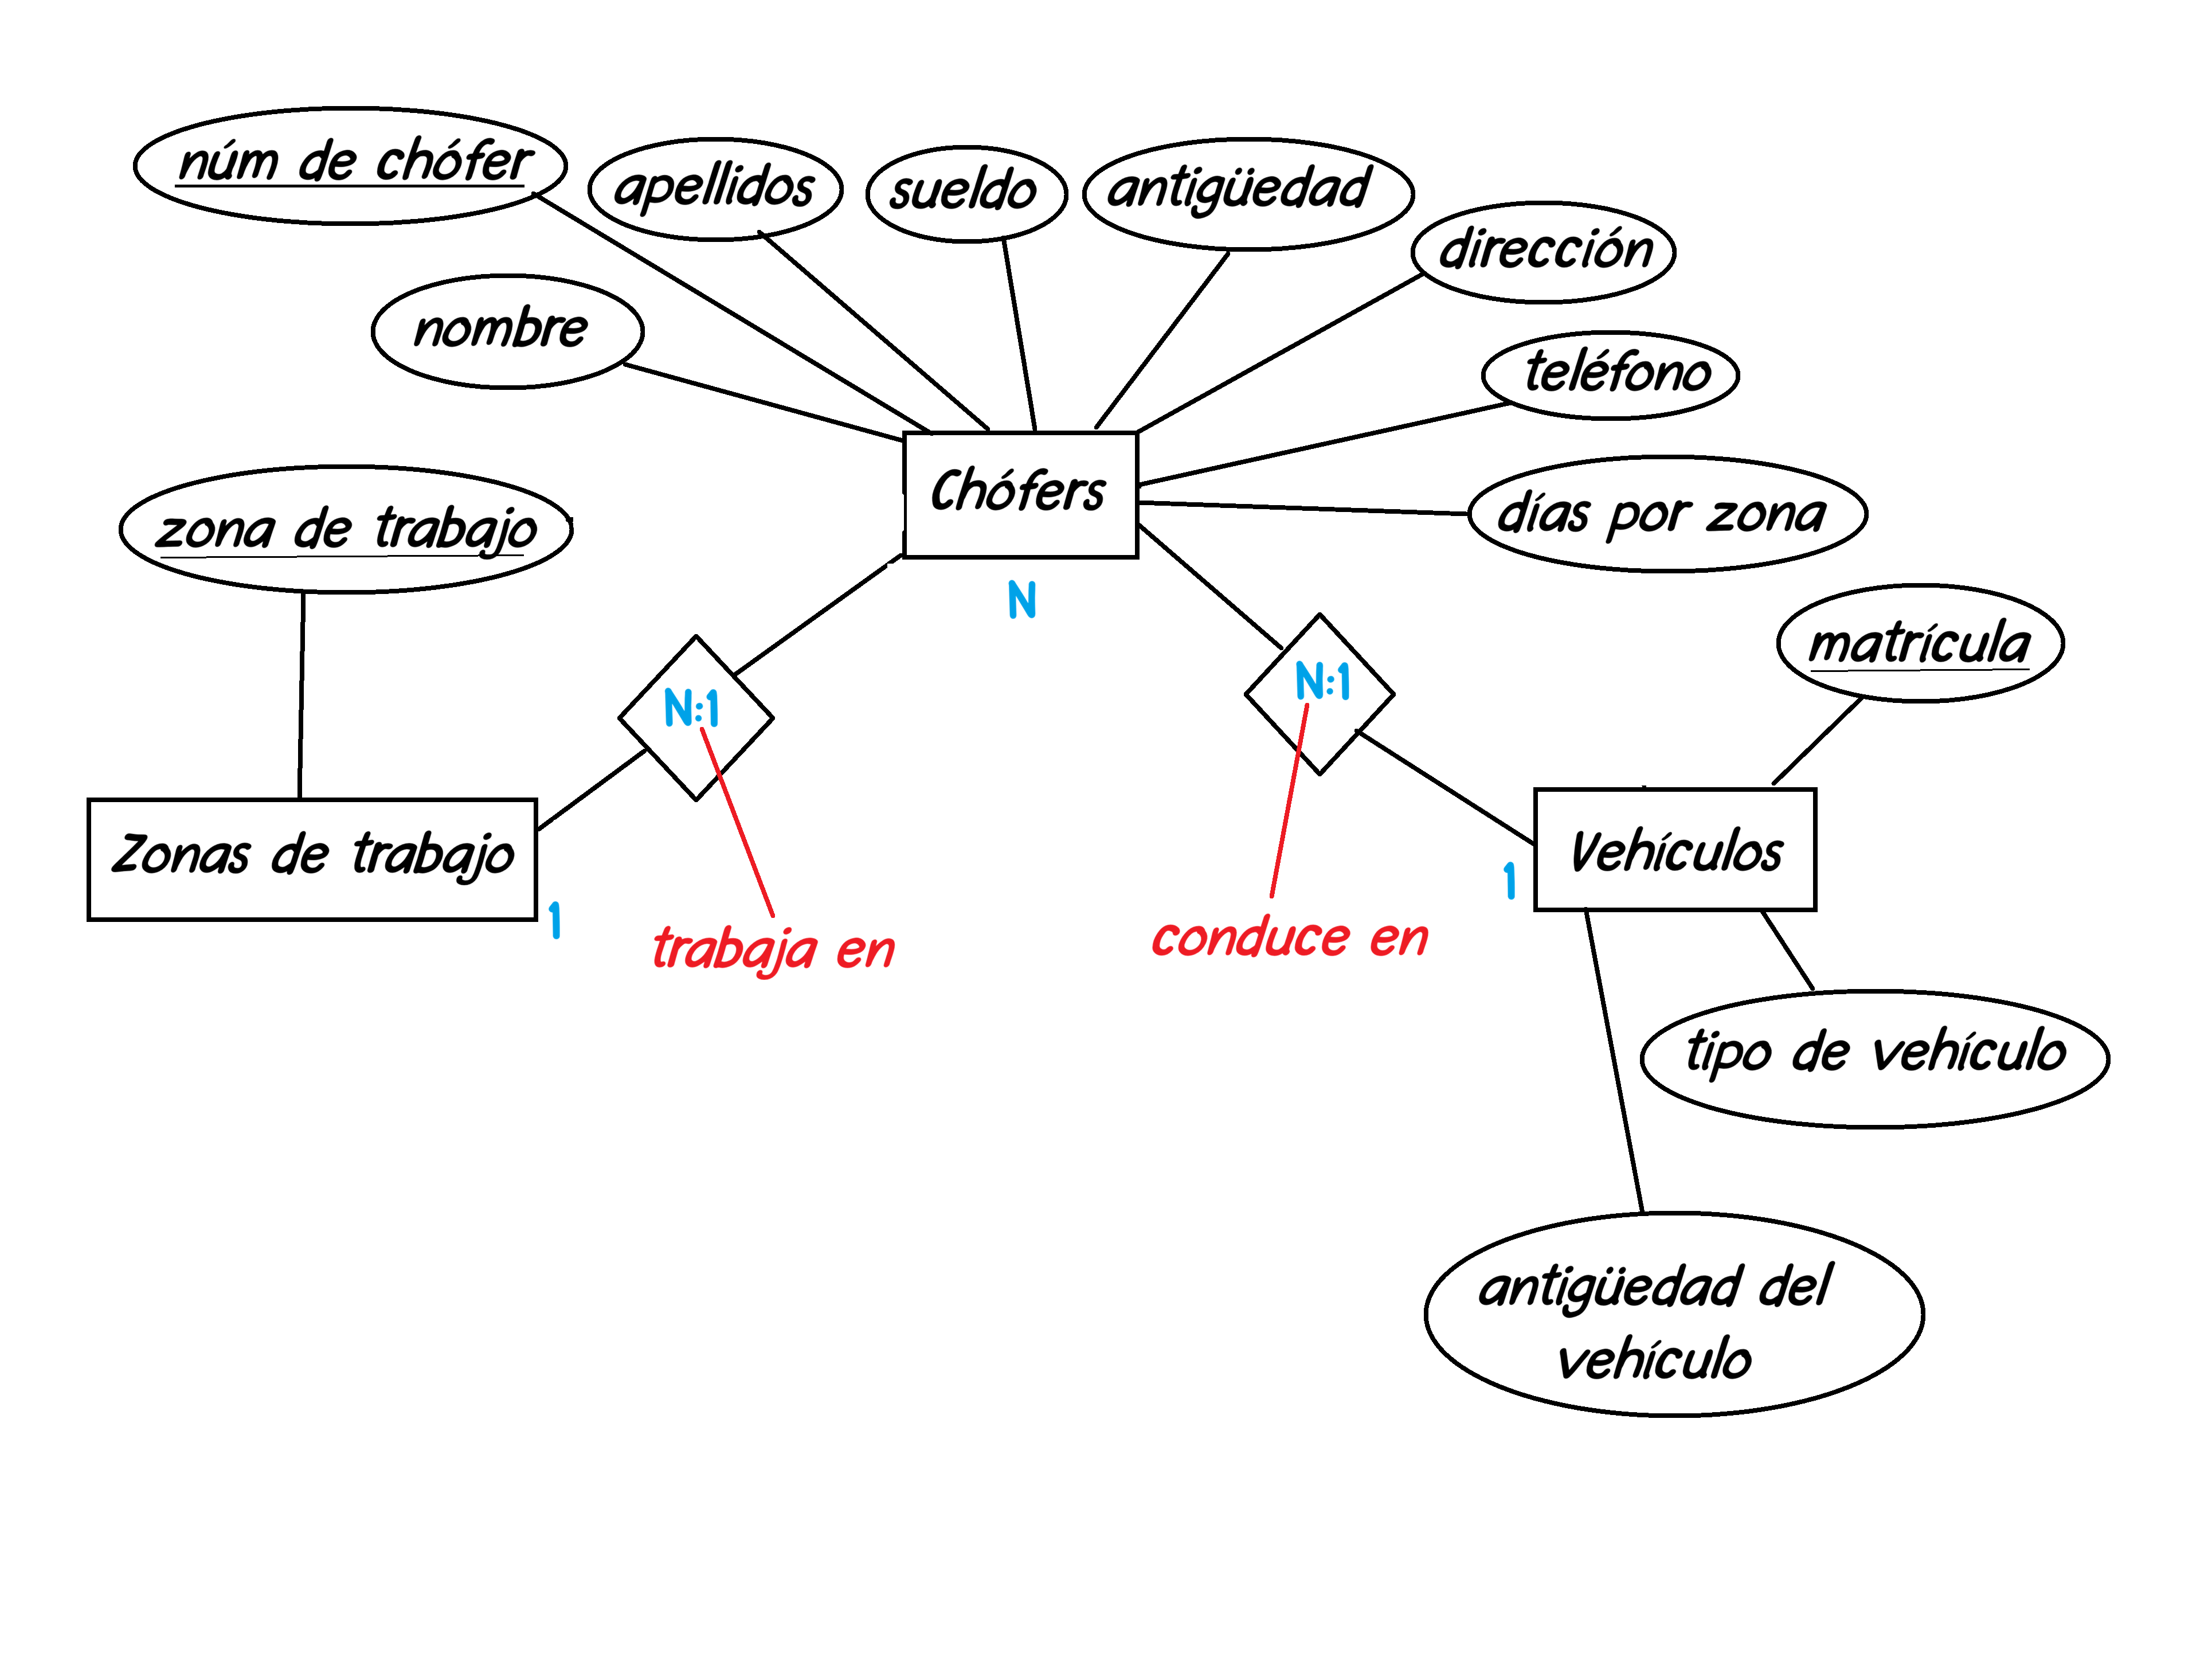 núm de chófer
apellidos
sueldo
antigüedad
dirección
nombre
teléfono
Chófers
días por zona
zona de trabajo
N
matrícula
N:1
N:1
Zonas de trabajo
1
Vehículos
1
trabaja en
conduce en
tipo de vehículo
antigüedad del
vehículo